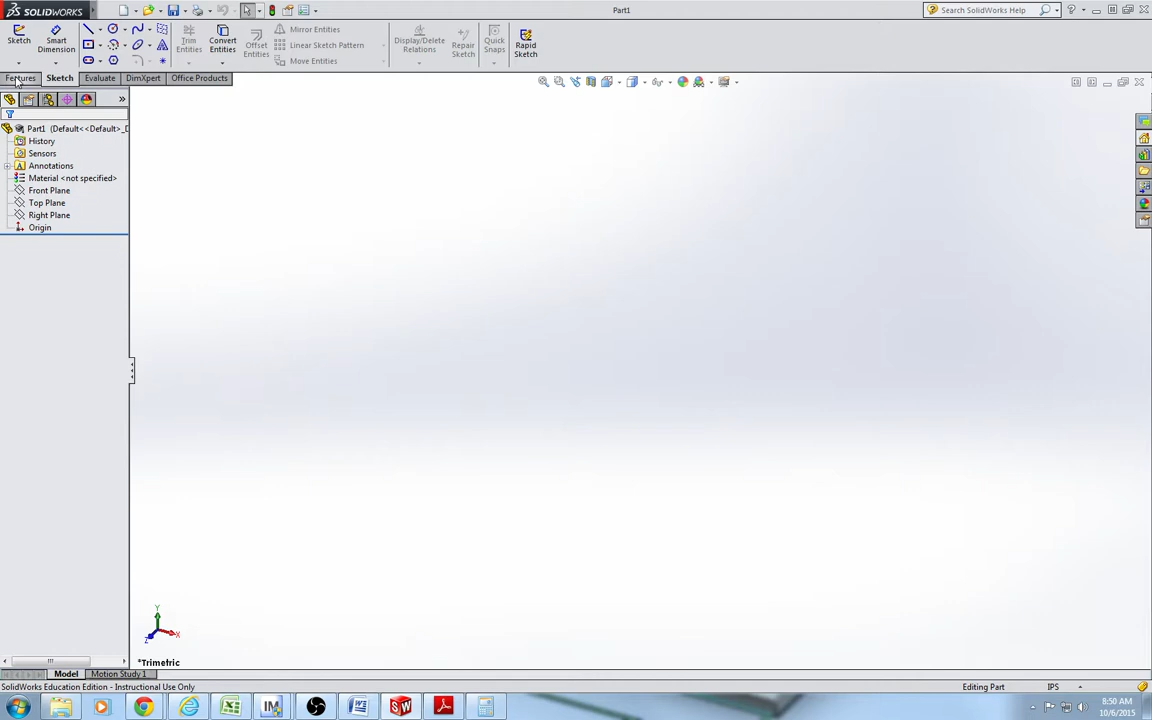 SOLIDWORKS
Part1
Search SolidWorks Help
Sketch
Smart Dimension
Trim Entities
Convert Entities
Offset Entities
Mirror Entities
Linear Sketch Pattern
Move Entities
Display/Delete Relations
Repair Sketch
Quick Snaps
Rapid Sketch
Features
Sketch
Evaluate
DimXpert
Office Products
Part1 (Default<<Default>_D
History
Sensors
Annotations
Material <not specified>
Front Plane
Top Plane
Right Plane
Origin
Y
X
Z
*Trimetric
Model
Motion Study 1
SolidWorks Education Edition - Instructional Use Only
Editing Part
IPS
8:50 AM
10/6/2015